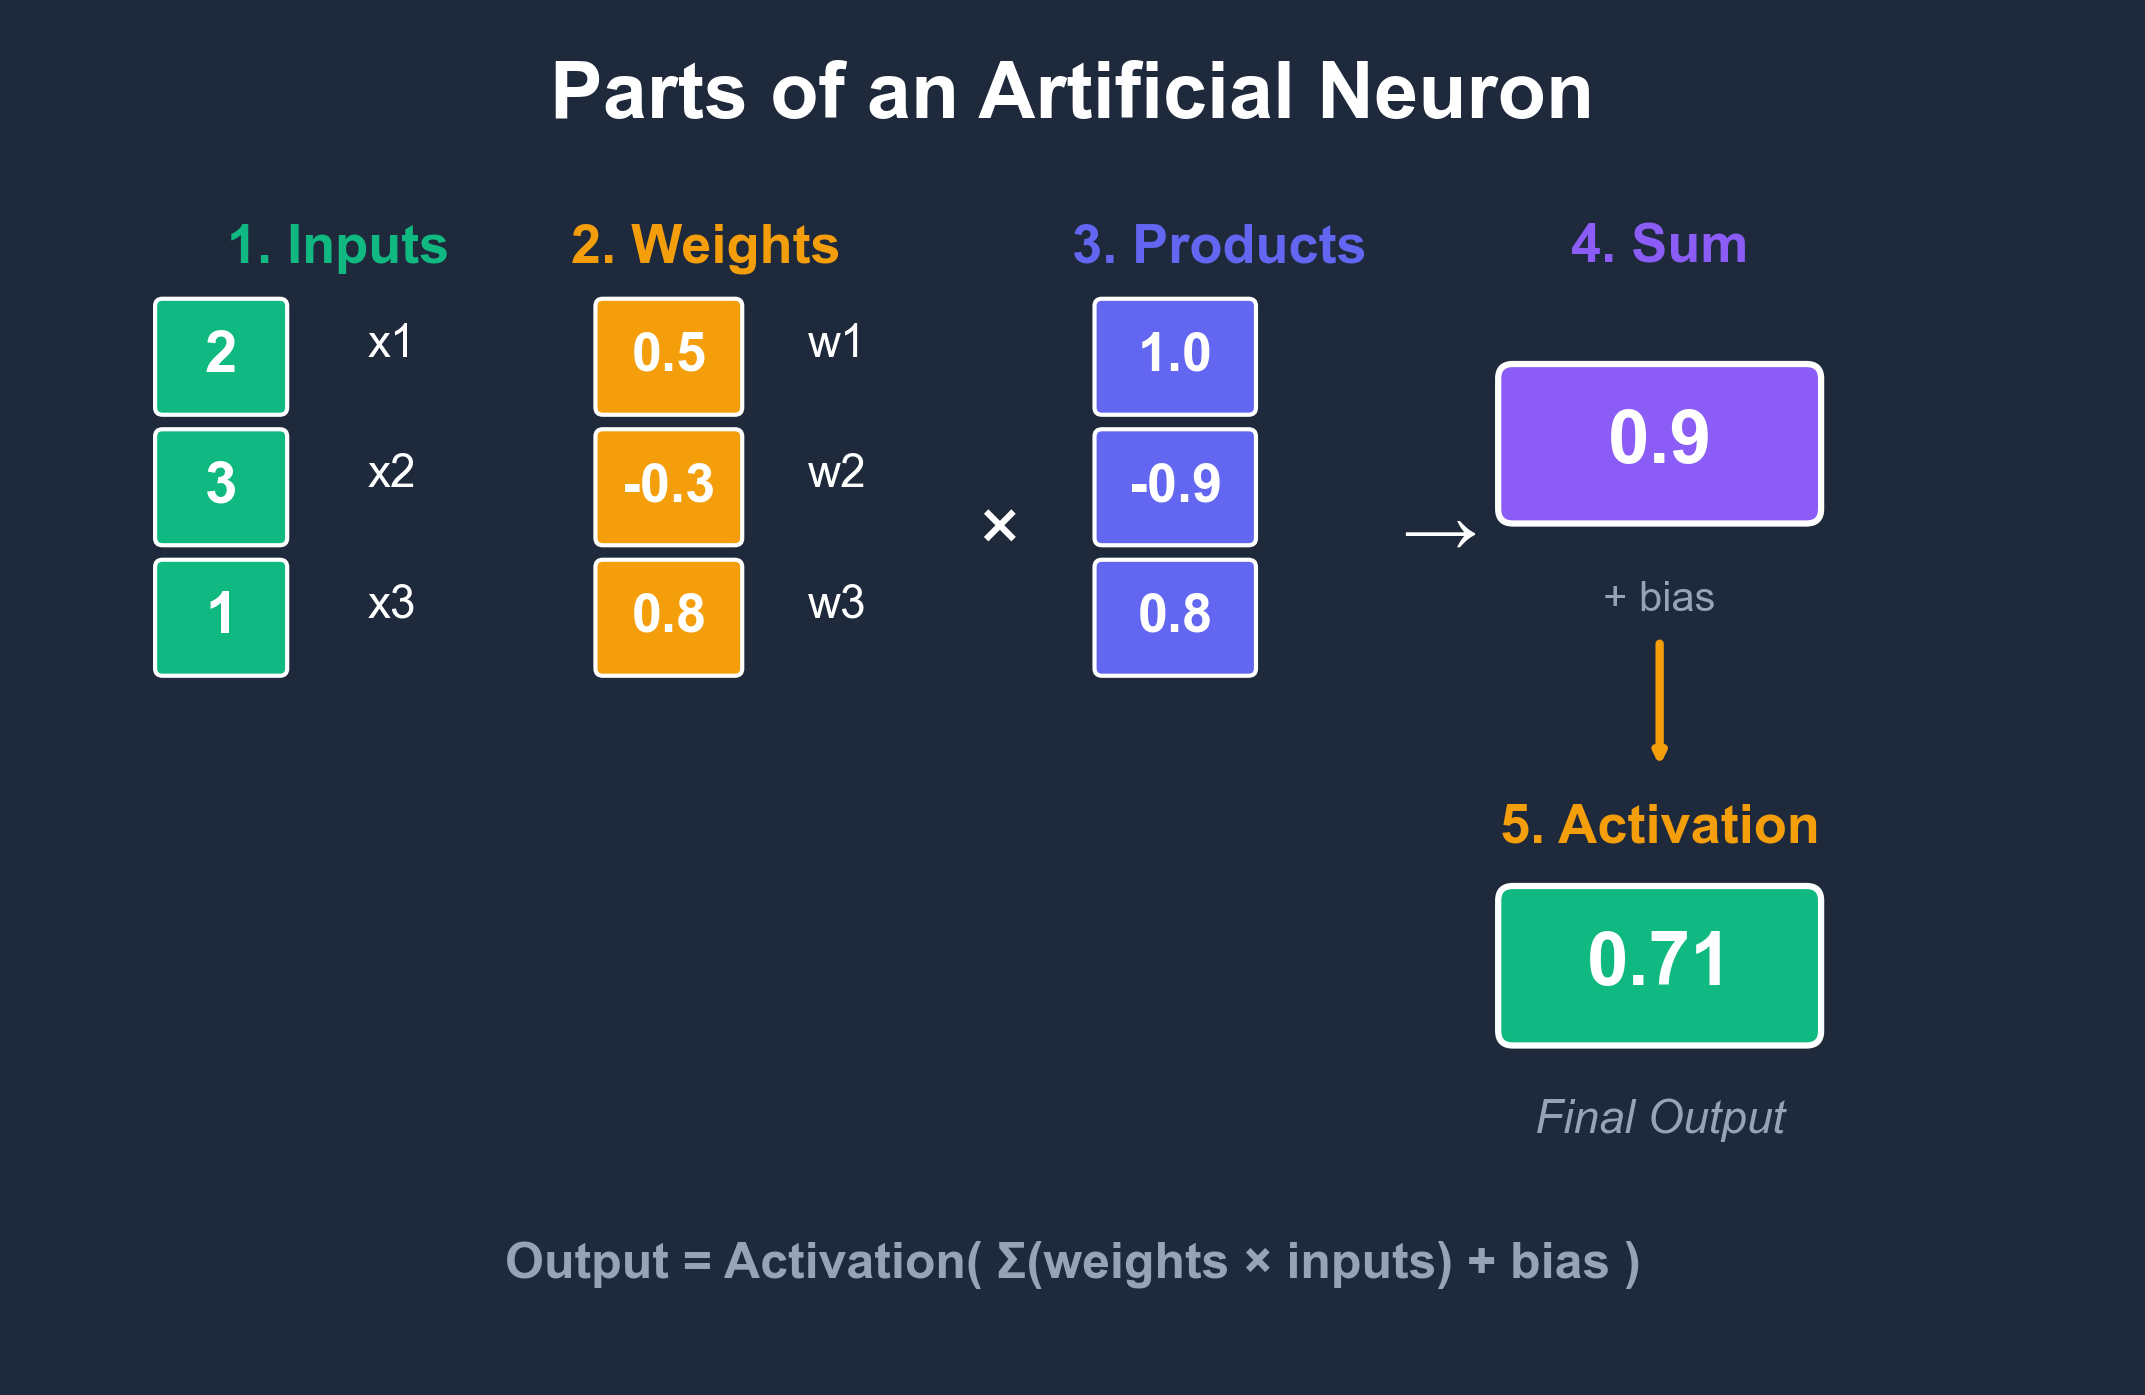 Parts of an Artificial Neuron
1. Inputs 2. Weights 3. Products 4. Sum
2 x1 0.5 w1 1.0
-0.3 w2 -0.9 3 x2
× → 0.9
1 x3 0.8 w3 0.8
+ bias
5. Activation
0.71
Final Output
Output = Activation( Σ(weights × inputs) + bias )